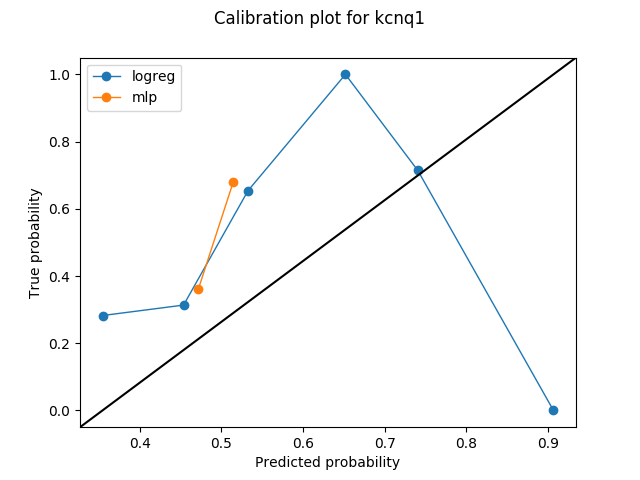 Calibration plot for kcnq1
logreg
mlp
1.0
0.8
0.6
0.4
0.2
0.0
True probability
0.4 0.5 0.6 0.7 0.8 0.9
Predicted probability